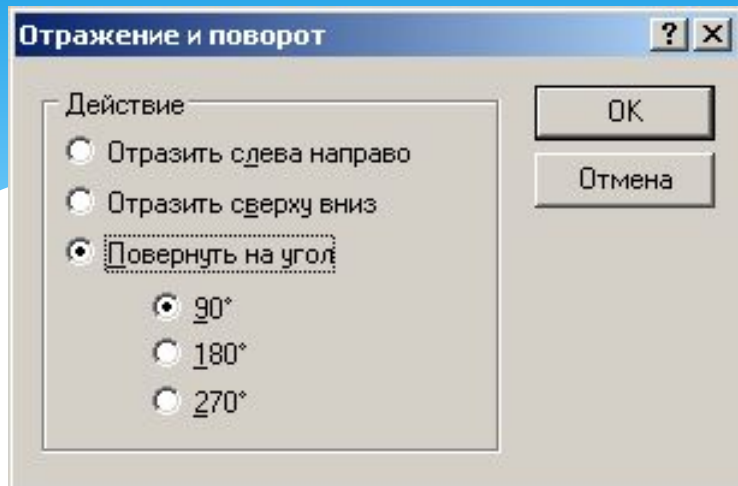 Отражение и поворот
Действие
Отразить слева направо
Отразить сверху вниз
Повернуть на угол
90°
180°
270°
OK
Отмена